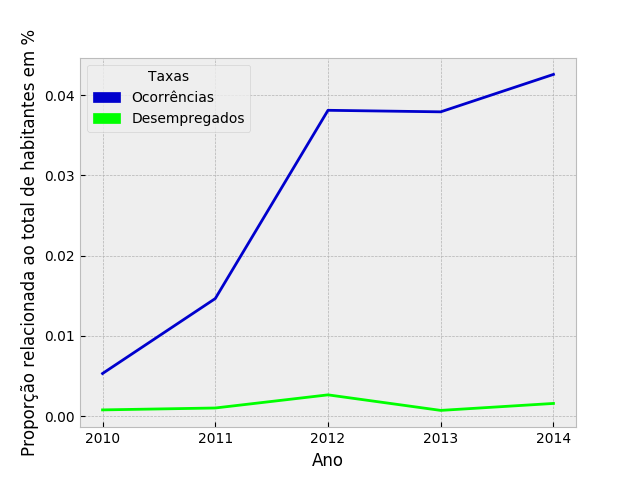 Proporção relacionada ao total de habitantes em %
Taxas
Ocorrências
Desempregados
0.04
0.03
0.02
0.01
0.00
2010 2011 2012 2013 2014
Ano